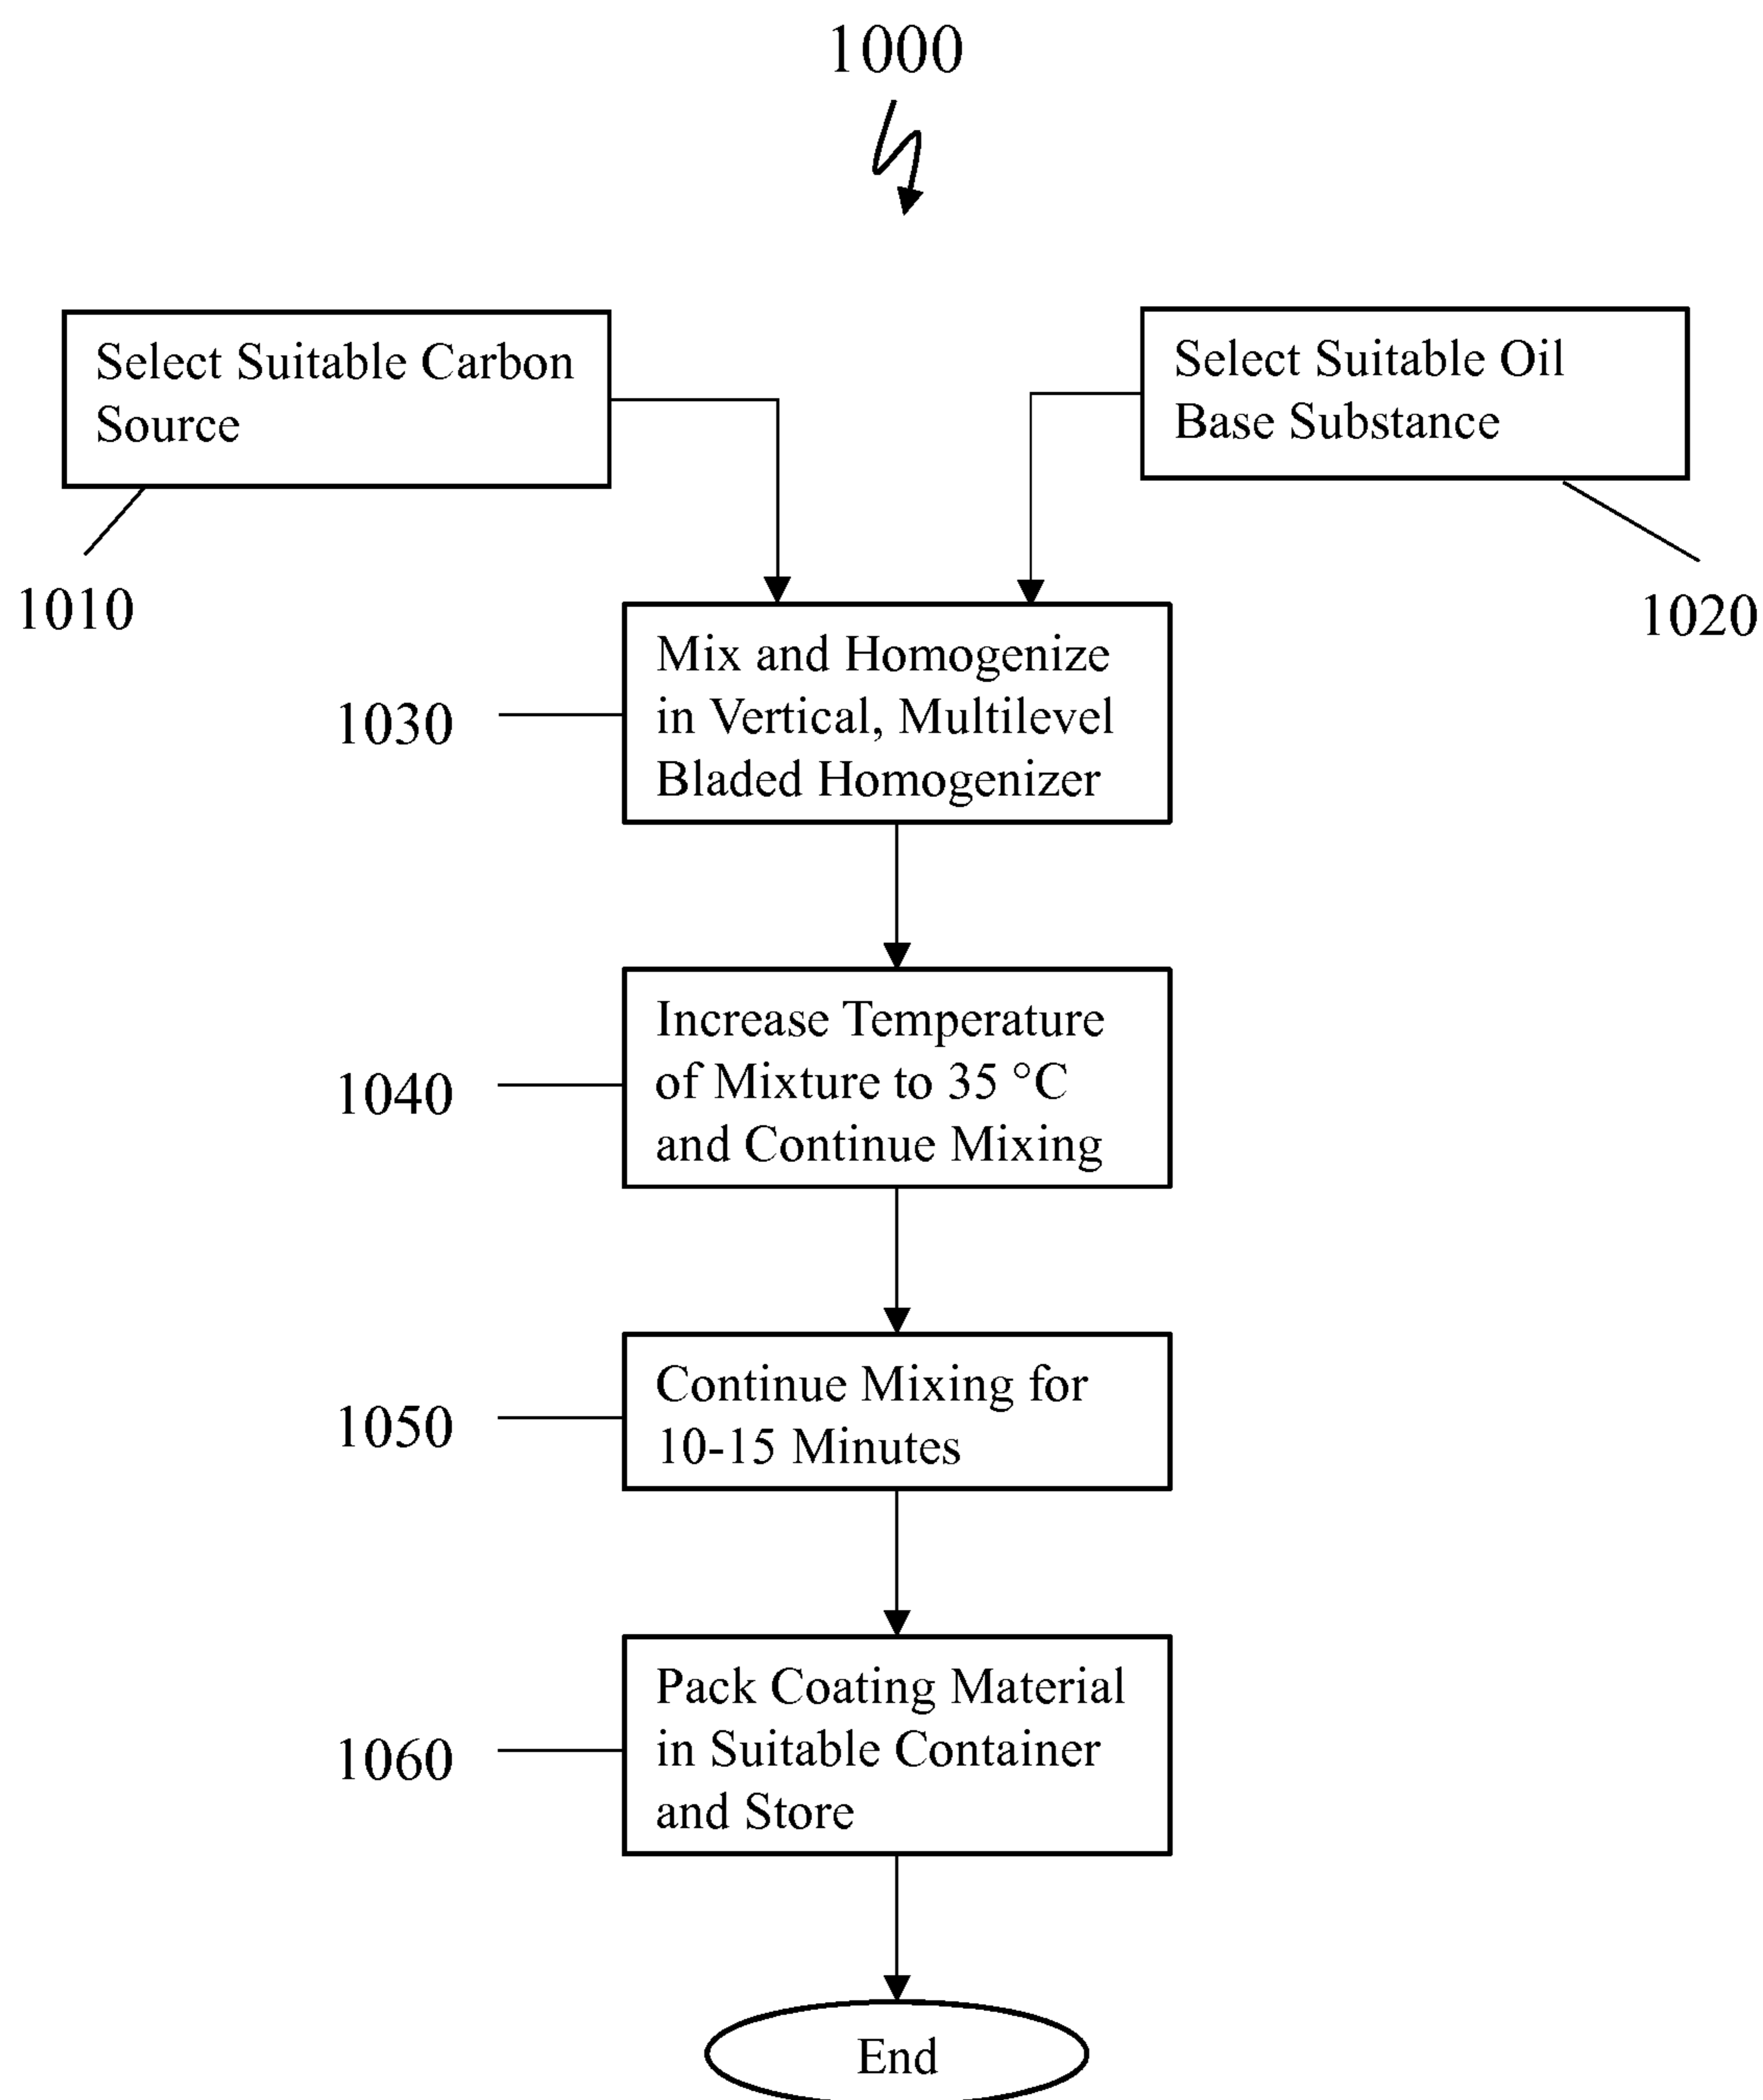 1000
Select Suitable Carbon
Source
Select Suitable Oil
Base Substance
1010
1020
Mix and Homogenize
in Vertical, Multilevel
Bladed Homogenizer
1030
Increase Temperature
of Mixture to 35 °C
and Continue Mixing
1040
Continue Mixing for
10-15 Minutes
1050
Pack Coating Material
in Suitable Container
and Store
1060
End